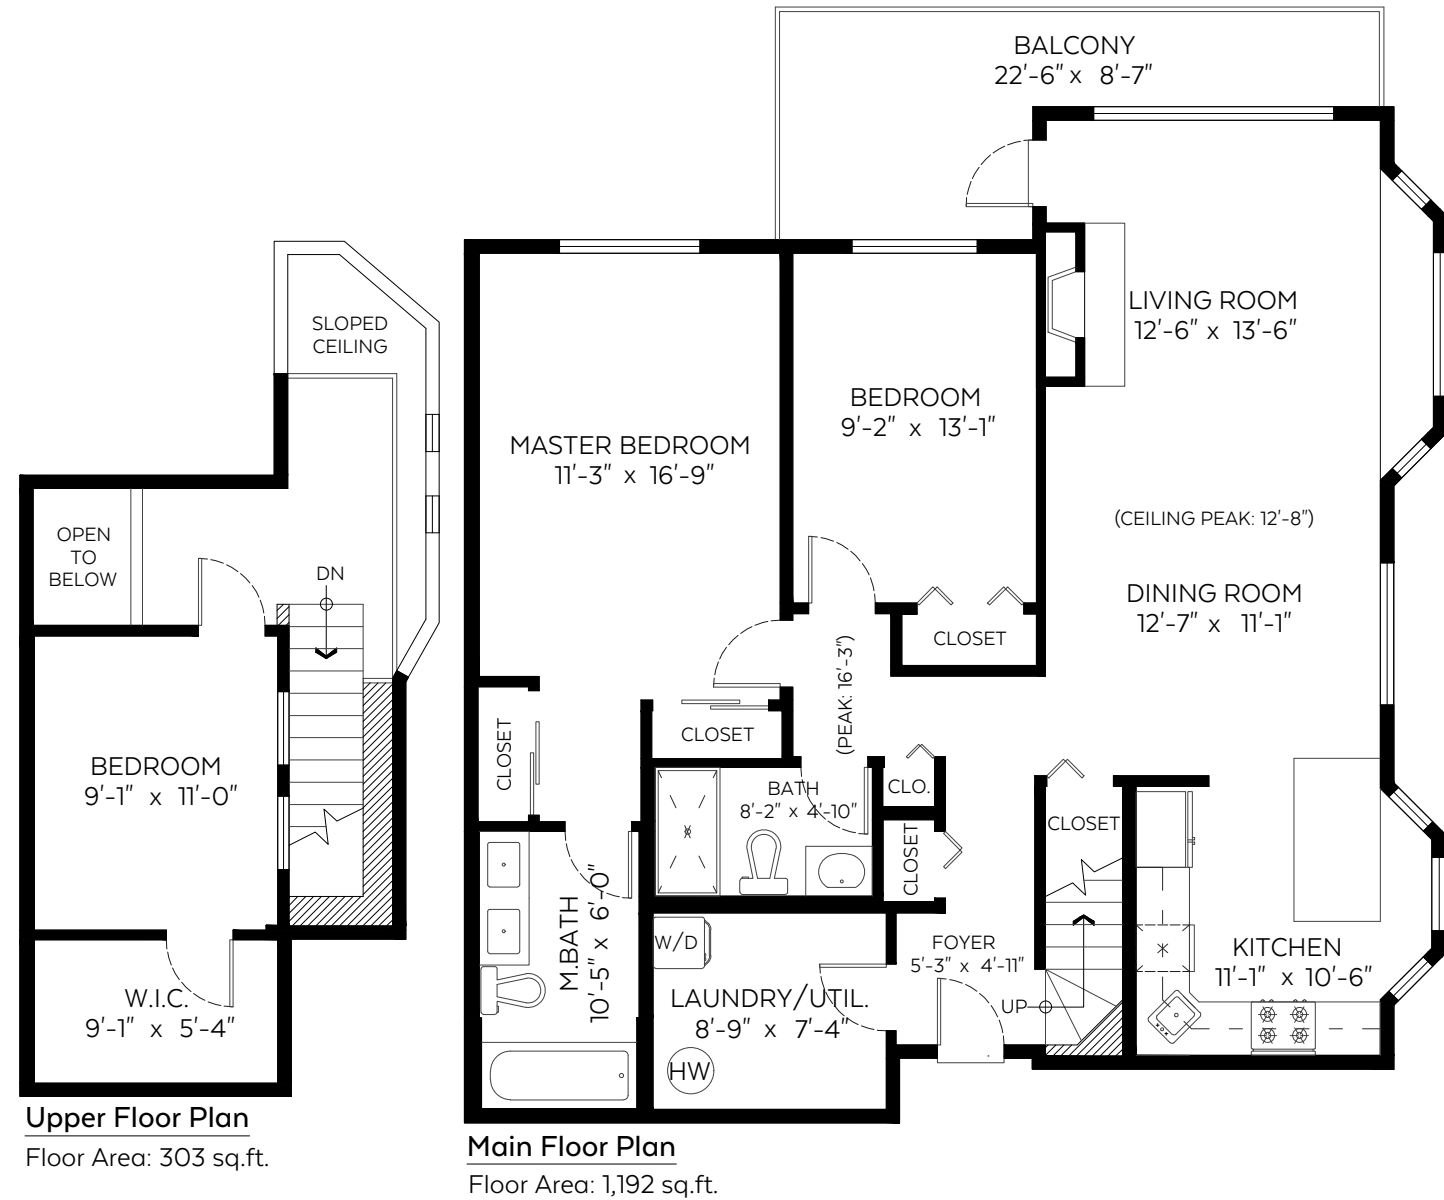 BALCONY
22'-6" x 8'-7"
LIVING ROOM
12'-6" x 13'-6"
BEDROOM
9'-2" x 13'-1"
MASTER BEDROOM
11'-3" x 16'-9"
(CEILING PEAK: 12'-8")
DINING ROOM
12'-7" x 11'-1"
CLOSET
(PEAK: 16'-3")
CLOSET
CLOSET
BATH
8'-2" x 4'-10"
CLO.
CLOSET
CLOSET
M.BATH
10'-5" x 6'-0"
W/D
LAUNDRY/UTIL.
8'-9" x 7'-4"
HW
FOYER
5'-3" x 4'-11"
UP
KITCHEN
11'-1" x 10'-6"
Main Floor Plan
Floor Area: 1,192 sq.ft.
SLOPED
CEILING
OPEN
TO
BELOW
DN
BEDROOM
9'-1" x 11'-0"
W.I.C.
9'-1" x 5'-4"
Upper Floor Plan
Floor Area: 303 sq.ft.